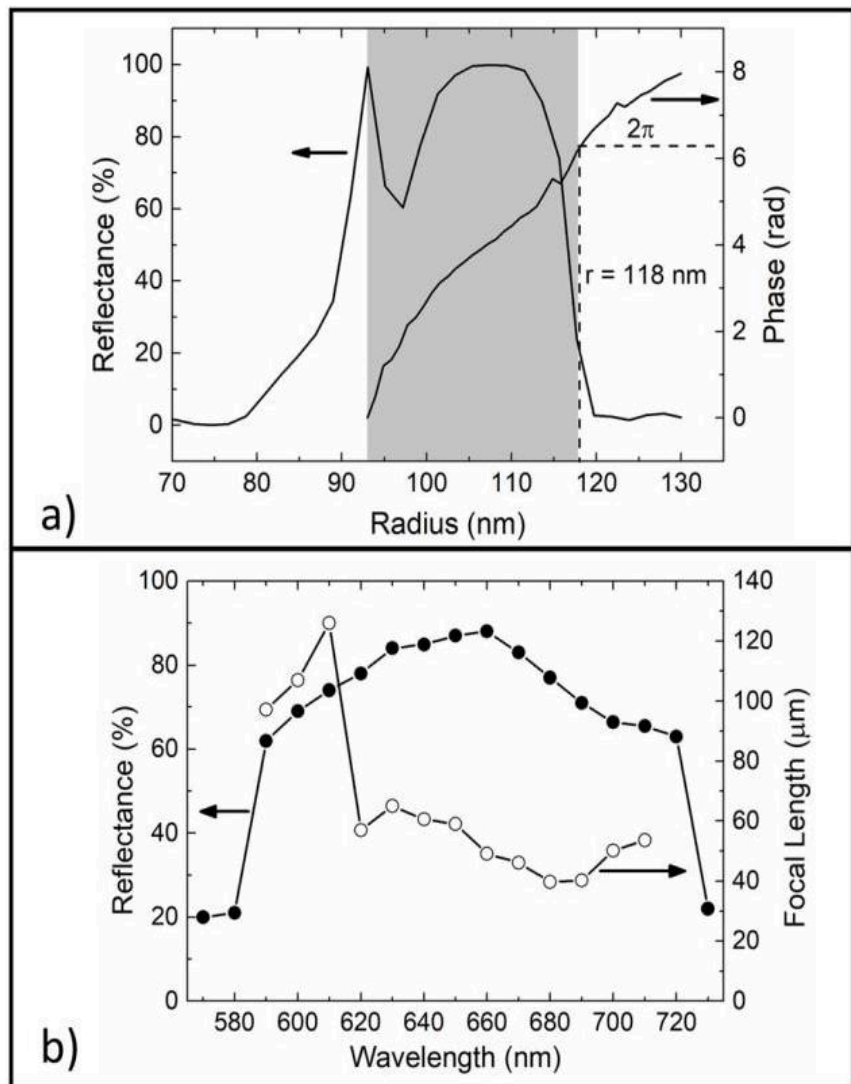 100
80
60
40
20
0
Reflectance (%)
8
6
4
2
0
Phase (rad)
2π
r = 118 nm
70 80 90 100 110 120 130
Radius (nm)
a)
100
80
60
40
20
0
Reflectance (%)
140
120
100
80
60
40
20
0
Focal Length (μm)
580 600 620 640 660 680 700 720
Wavelength (nm)
b)